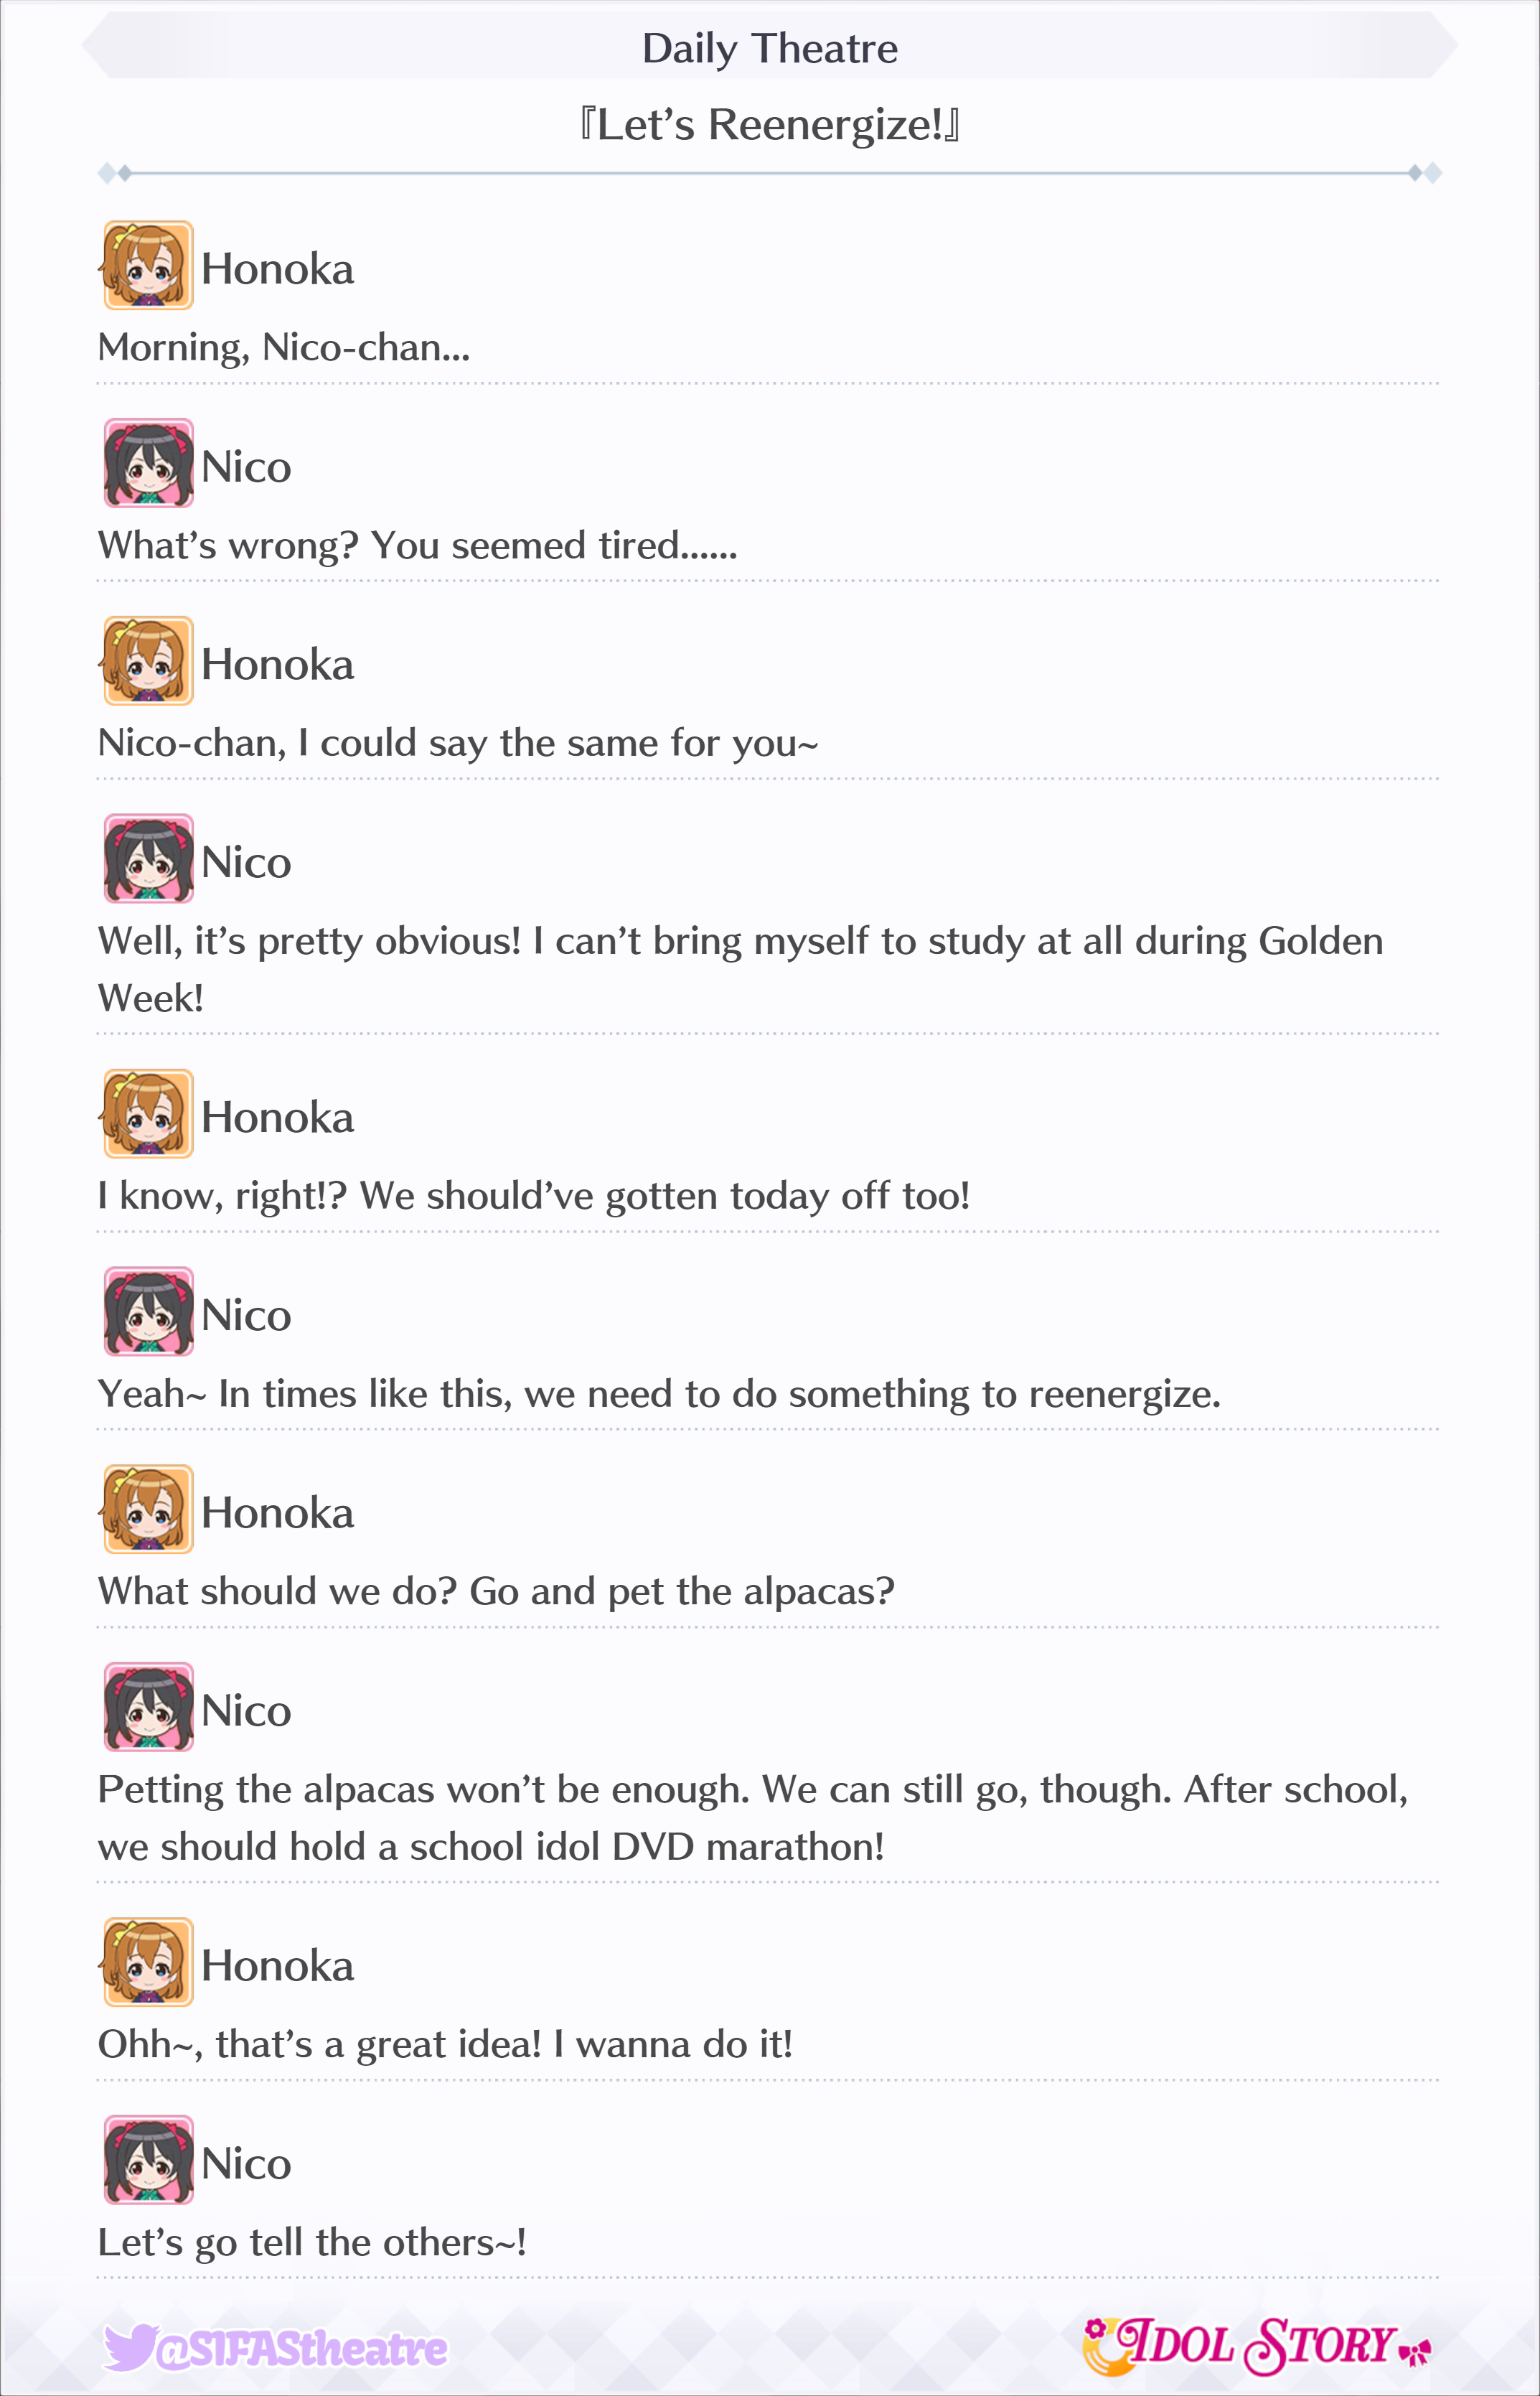 Daily Theatre
『Let's Reenergize!』
Honoka
Morning, Nico-chan...
Nico
What's wrong? You seemed tired......
Honoka
Nico-chan, I could say the same for you~
Nico
Well, it's pretty obvious! I can't bring myself to study at all during Golden
Week!
Honoka
I know, right!? We should've gotten today off too!
Nico
Yeah~ In times like this, we need to do something to reenergize.
Honoka
What should we do? Go and pet the alpacas?
Nico
Petting the alpacas won't be enough. We can still go, though. After school,
we should hold a school idol DVD marathon!
Honoka
Ohh~, that's a great idea! I wanna do it!
Nico
Let's go tell the others~!
@SIFAStheatre
IDOL STORY